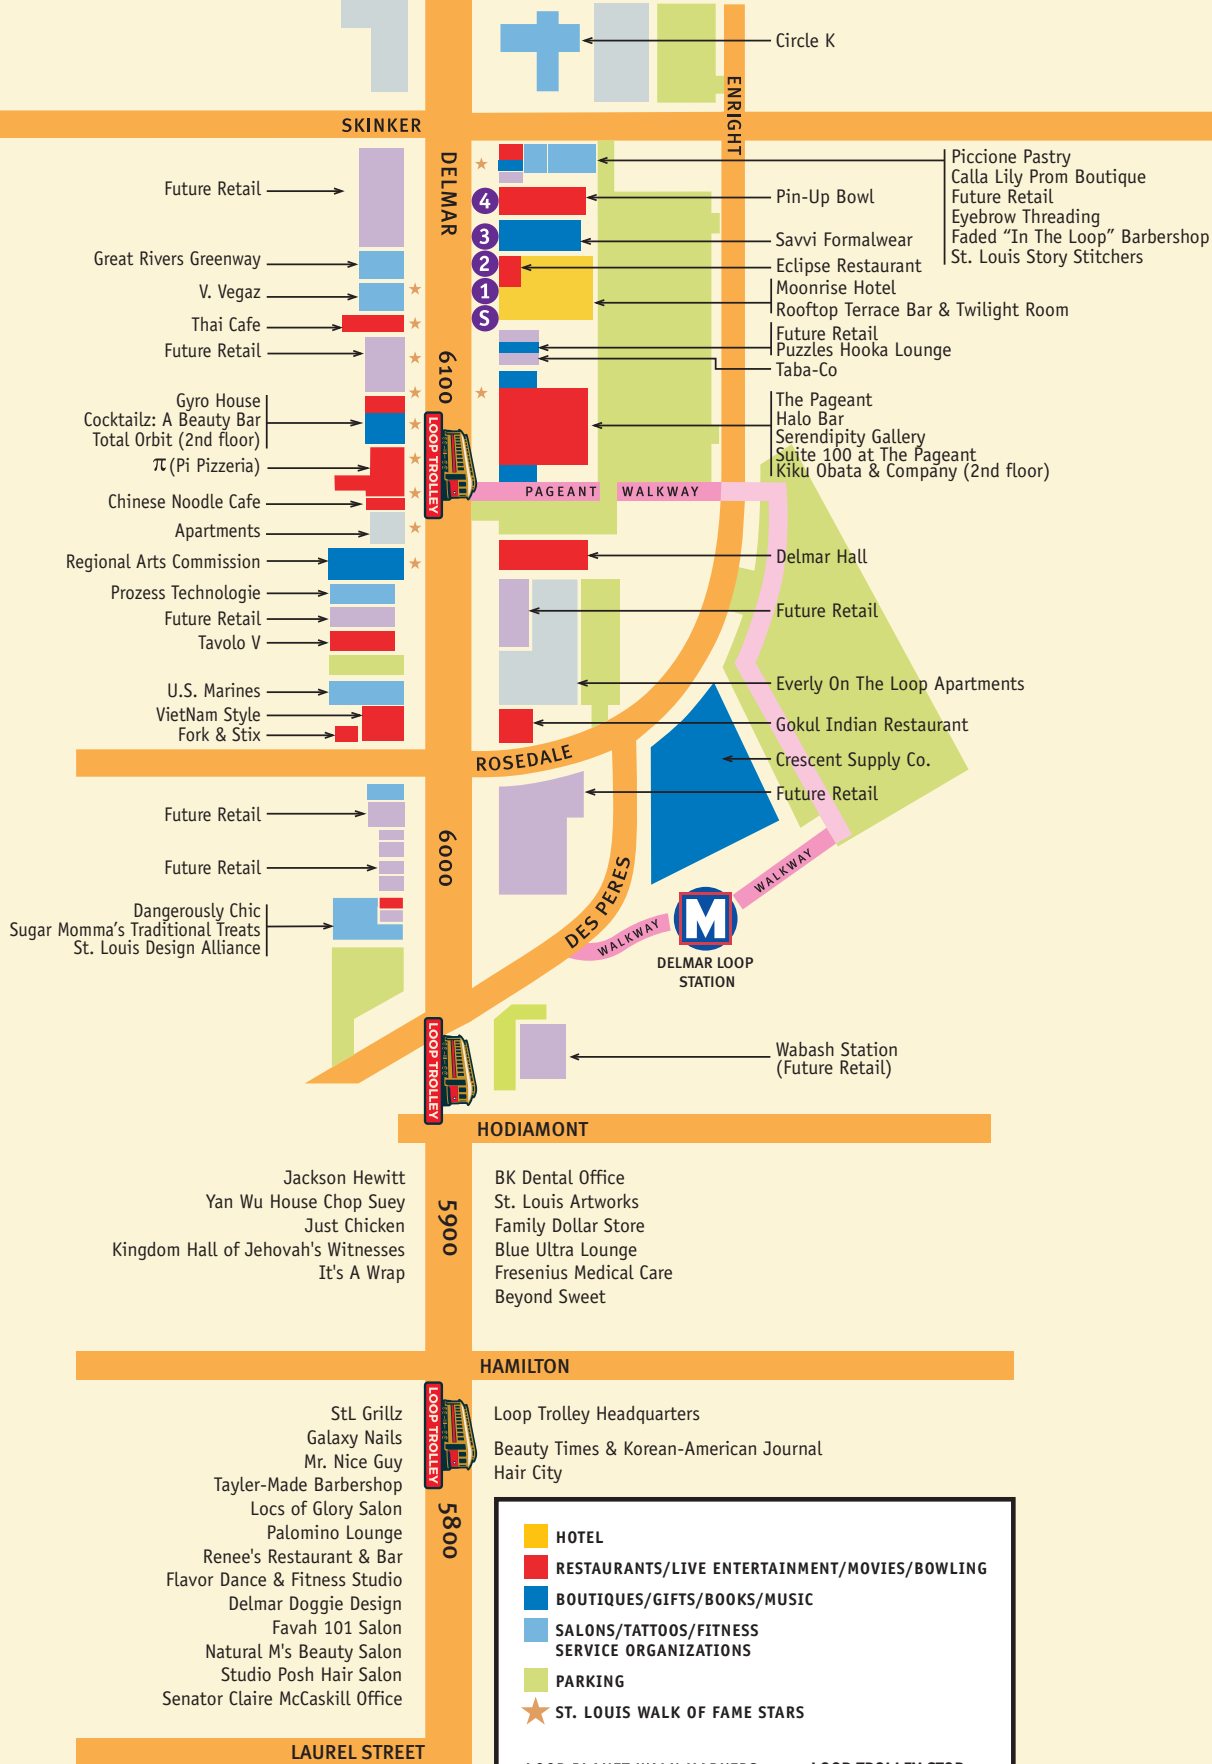 Circle K
ENRIGHT
SKINKER
DELMAR
Future Retail
Great Rivers Greenway
V. Vegaz
Thai Cafe
Future Retail
Gyro House
Cocktailz: A Beauty Bar
Total Orbit (2nd floor)
π (Pi Pizzeria)
Chinese Noodle Cafe
Apartments
Regional Arts Commission
Prozess Technologie
Future Retail
Tavolo V
U.S. Marines
VietNam Style
Fork & Stix
4
3
2
1
S
6100
LOOP TROLLEY
Piccione Pastry
Calla Lily Prom Boutique
Future Retail
Eyebrow Threading
Faded “In The Loop” Barbershop
St. Louis Story Stitchers
Pin-Up Bowl
Savvi Formalwear
Eclipse Restaurant
Moonrise Hotel
Rooftop Terrace Bar & Twilight Room
Future Retail
Puzzles Hooka Lounge
Taba-Co
The Pageant
Halo Bar
Serendipity Gallery
Suite 100 at The Pageant
Kiku Obata & Company (2nd floor)
PAGEANT WALKWAY
Delmar Hall
Future Retail
Everly On The Loop Apartments
Gokul Indian Restaurant
ROSEDALE
Crescent Supply Co.
Future Retail
Future Retail
Future Retail
Dangerously Chic
Sugar Momma's Traditional Treats
St. Louis Design Alliance
6000
DES PERES
WALKWAY
WALKWAY
M
DELMAR LOOP
STATION
LOOP TROLLEY
Wabash Station
(Future Retail)
HODIAMONT
Jackson Hewitt
Yan Wu House Chop Suey
Just Chicken
Kingdom Hall of Jehovah's Witnesses
It's A Wrap
5900
BK Dental Office
St. Louis Artworks
Family Dollar Store
Blue Ultra Lounge
Fresenius Medical Care
Beyond Sweet
HAMILTON
StL Grillz
Galaxy Nails
Mr. Nice Guy
Tayler-Made Barbershop
Locs of Glory Salon
Palomino Lounge
Renee's Restaurant & Bar
Flavor Dance & Fitness Studio
Delmar Doggie Design
Favah 101 Salon
Natural M's Beauty Salon
Studio Posh Hair Salon
Senator Claire McCaskill Office
LOOP TROLLEY
5800
Loop Trolley Headquarters
Beauty Times & Korean-American Journal
Hair City
HOTEL
RESTAURANTS/LIVE ENTERTAINMENT/MOVIES/BOWLING
BOUTIQUES/GIFTS/BOOKS/MUSIC
SALONS/TATTOOS/FITNESS
SERVICE ORGANIZATIONS
PARKING
ST. LOUIS WALK OF FAME STARS
LAUREL STREET